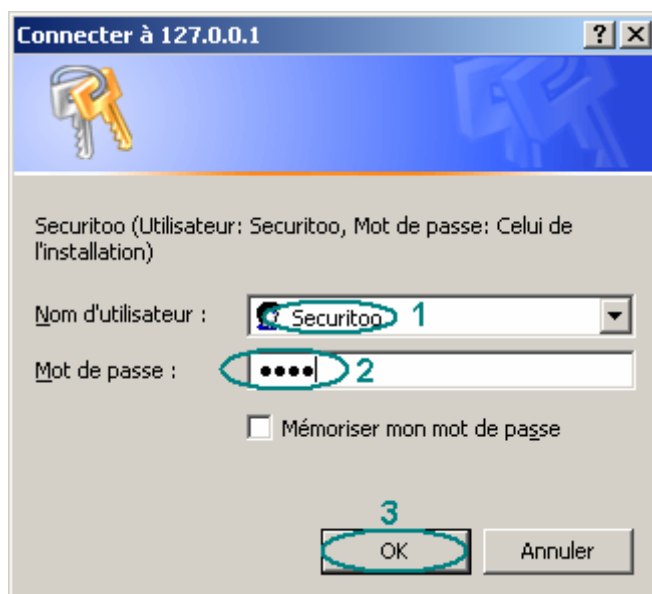 Connecter à 127.0.0.1
Securitoo (Utilisateur: Securitoo, Mot de passe: Celui de
l'installation)
Nom d'utilisateur : Securitoo 1
Mot de passe : ●●●● 2
Mémoriser mon mot de passe
3
OK Annuler